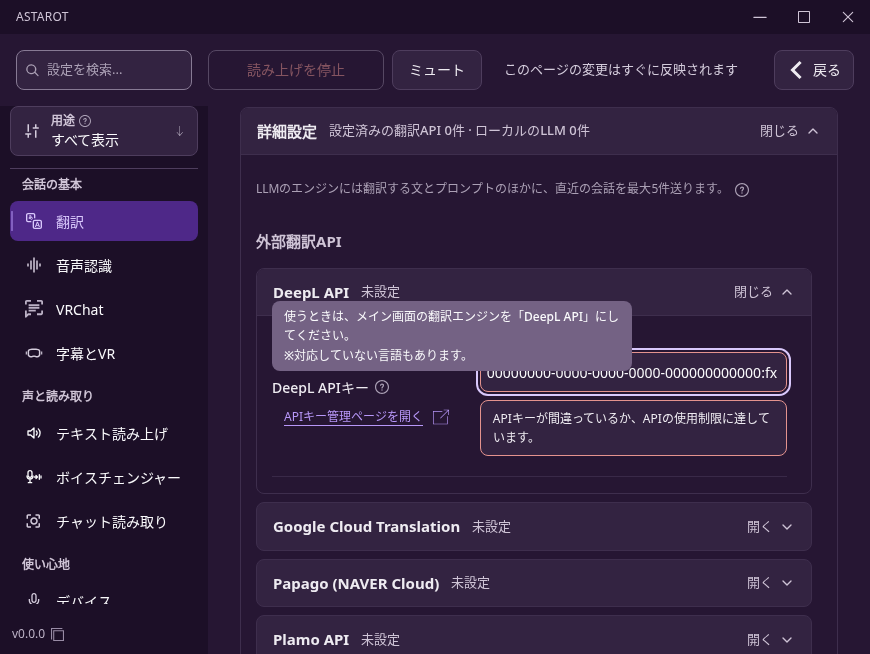 ASTAROT
設定を検索...
読み上げを停止
ミュート
このページの変更はすぐに反映されます
戻る
用途
すべて表示
会話の基本
翻訳
音声認識
VRChat
字幕とVR
声と読み取り
テキスト読み上げ
ボイスチェンジャー
チャット読み取り
使い心地
デバイス
v0.0.0
詳細設定 設定済みの翻訳API 0件 · ローカルのLLM 0件 閉じる
LLMのエンジンには翻訳する文とプロンプトのほかに、直近の会話を最大5件送ります。
外部翻訳API
DeepL API 未設定 閉じる
使うときは、メイン画面の翻訳エンジンを「DeepL API」にし
てください。
※対応していない言語もあります。
DeepL APIキー
00000000-0000-0000-0000-000000000000:fx
APIキー管理ページを開く
APIキーが間違っているか、APIの使用制限に達して
います。
Google Cloud Translation 未設定 開く
Papago (NAVER Cloud) 未設定 開く
Plamo API 未設定 開く